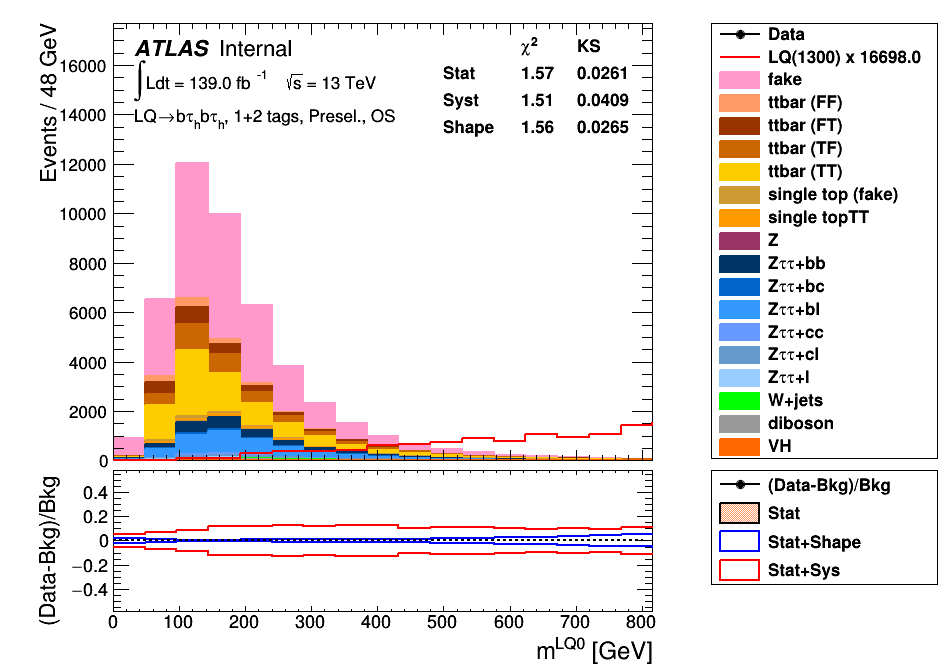 ATLAS Internal
∫Ldt = 139.0 fb⁻¹ √s = 13 TeV
LQ→bτₕbτₕ, 1+2 tags, Presel., OS
χ² KS
Stat 1.57 0.0261
Syst 1.51 0.0409
Shape 1.56 0.0265
Events / 48 GeV
16000
14000
12000
10000
8000
6000
4000
2000
0
Data
LQ(1300) x 16698.0
fake
ttbar (FF)
ttbar (FT)
ttbar (TF)
ttbar (TT)
single top (fake)
single topTT
Z
Zττ+bb
Zττ+bc
Zττ+bl
Zττ+cc
Zττ+cl
Zττ+l
W+jets
diboson
VH
(Data-Bkg)/Bkg
0.4
0.2
0
−0.2
−0.4
0 100 200 300 400 500 600 700 800
m^LQ0 [GeV]
(Data-Bkg)/Bkg
Stat
Stat+Shape
Stat+Sys